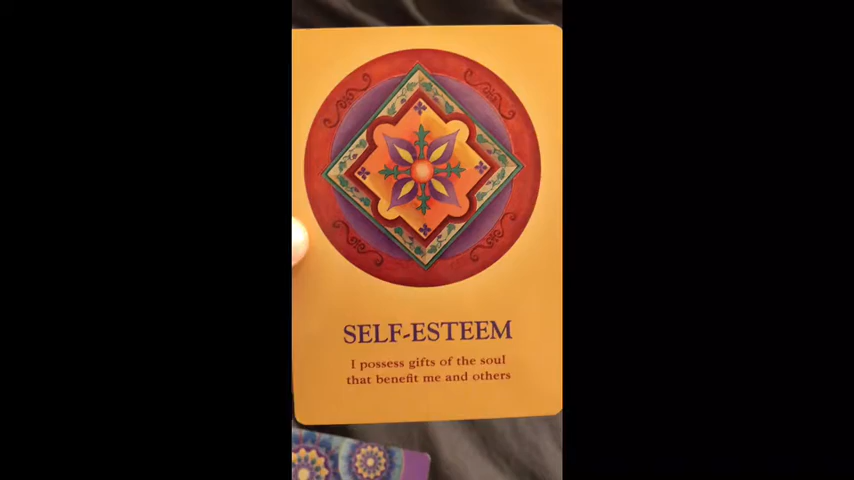 SELF-ESTEEM
I possess gifts of the soul
that benefit me and others